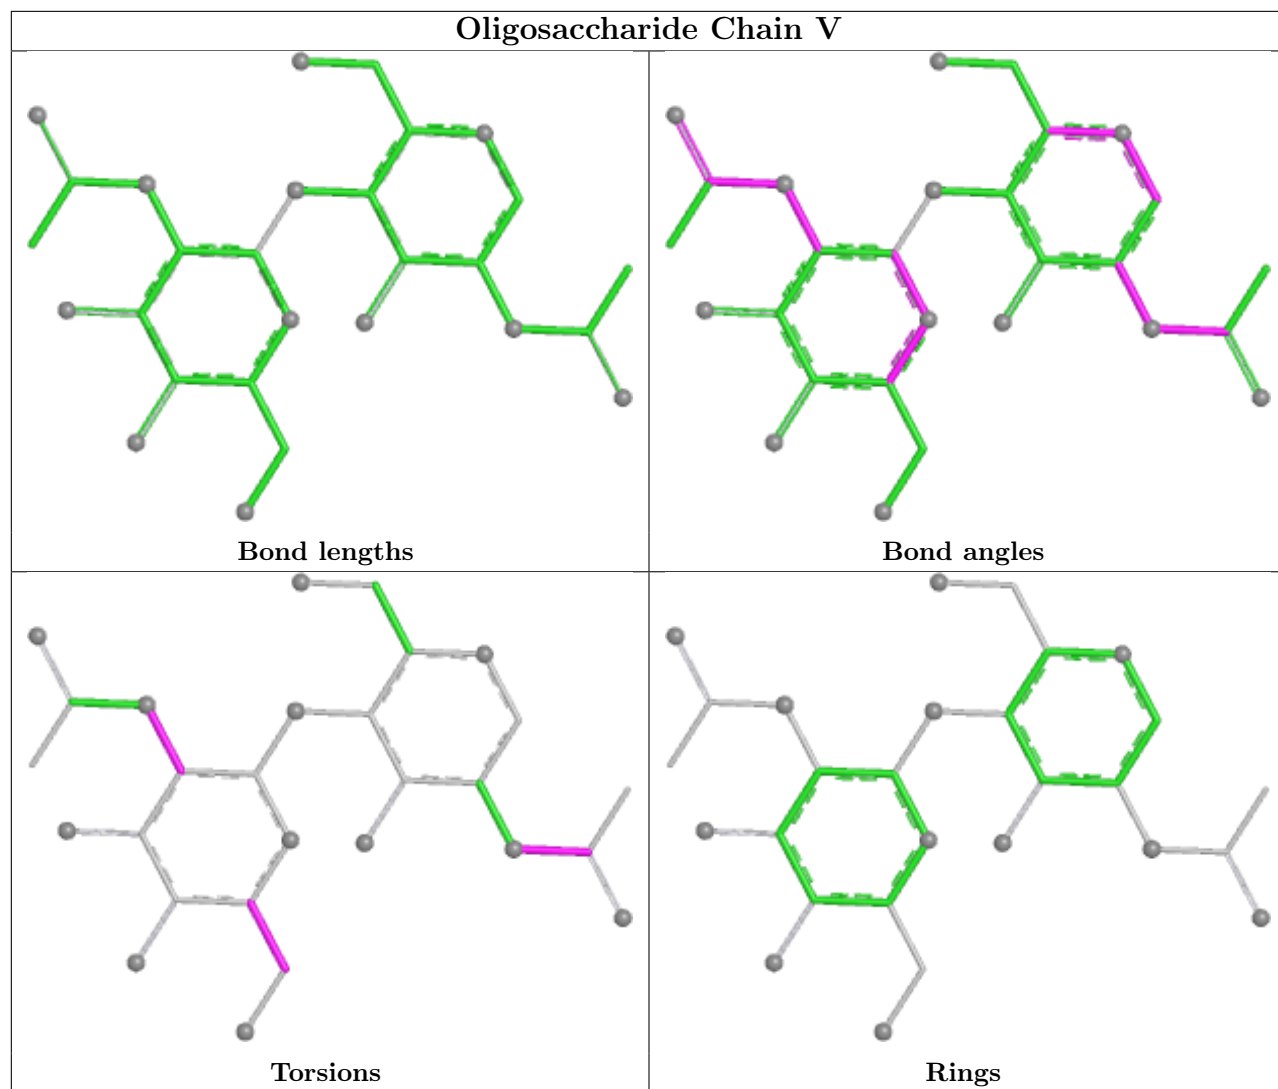 Oligosaccharide Chain V
Bond lengths
Bond angles
Torsions
Rings